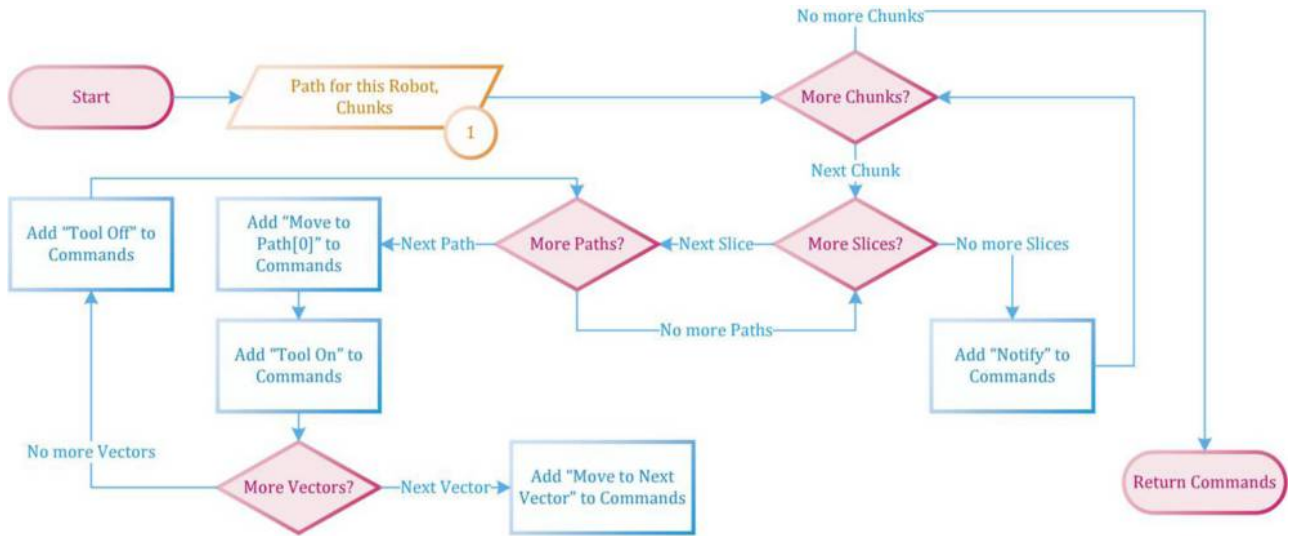 No more Chunks
Start
Path for this Robot,
Chunks
1
More Chunks?
Next Chunk
Add “Tool Off” to
Commands
Add “Move to
Path[0]” to
Commands
Next Path
More Paths?
Next Slice
More Slices?
No more Slices
No more Paths
Add “Tool On” to
Commands
Add “Notify” to
Commands
No more Vectors
More Vectors?
Next Vector
Add “Move to Next
Vector” to Commands
Return Commands